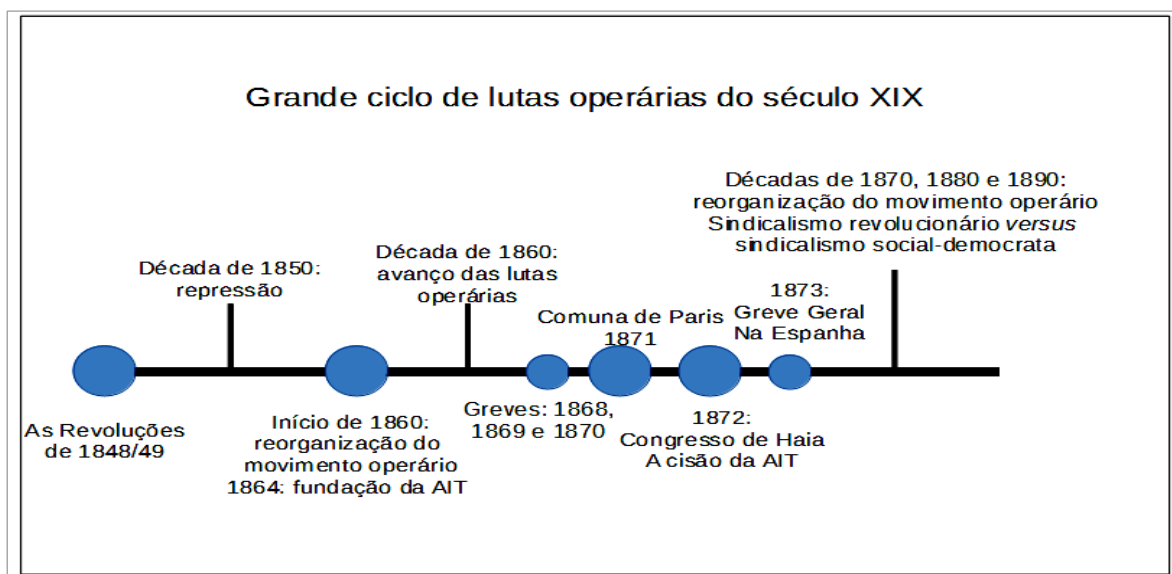 Grande ciclo de lutas operárias do século XIX
As Revoluções
de 1848/49
Década de 1850:
repressão
Início de 1860:
reorganização do
movimento operário
1864: fundação da AIT
Década de 1860:
avanço das lutas
operárias
Greves: 1868,
1869 e 1870
Comuna de Paris
1871
1872:
Congresso de Haia
A cisão da AIT
1873:
Greve Geral
Na Espanha
Décadas de 1870, 1880 e 1890:
reorganização do movimento operário
Sindicalismo revolucionário versus
sindicalismo social-democrata